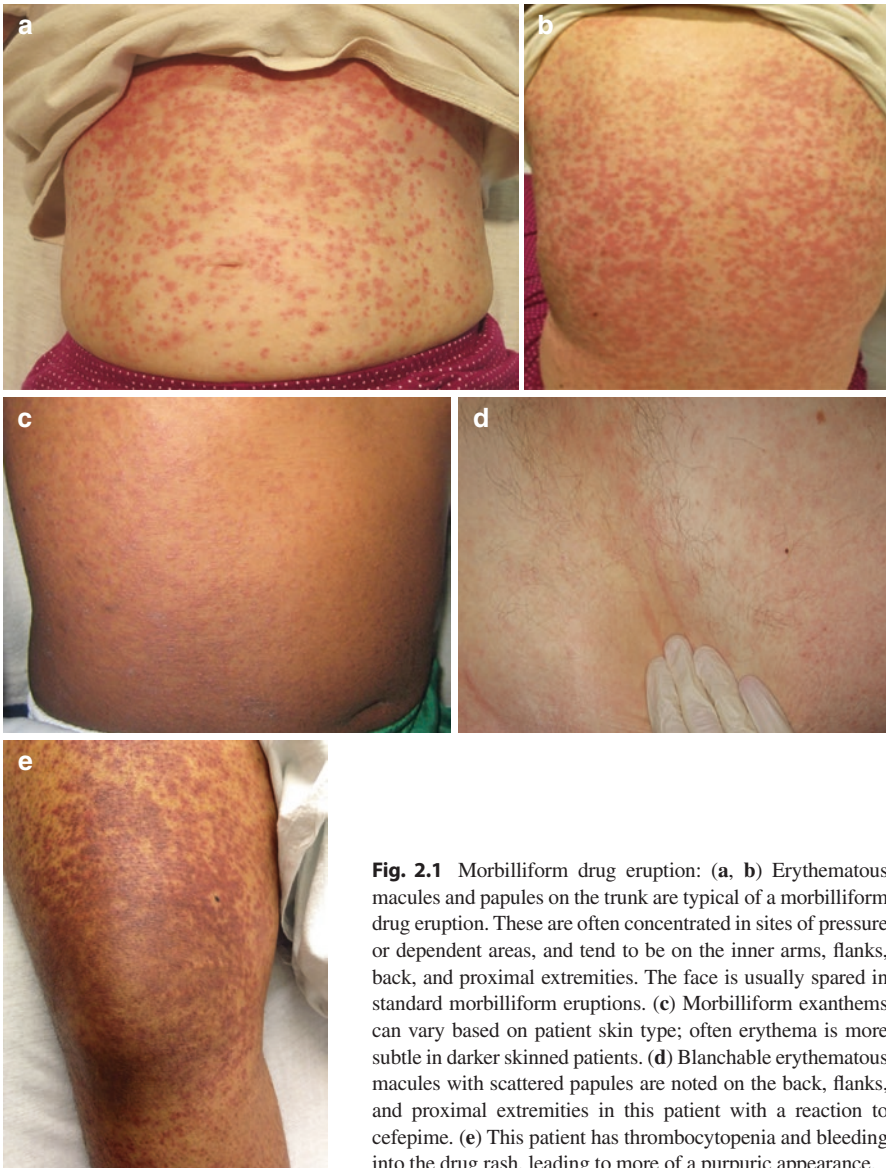 a
b
c
d
e
Fig. 2.1 Morbilliform drug eruption: (a, b) Erythematous
macules and papules on the trunk are typical of a morbilliform
drug eruption. These are often concentrated in sites of pressure
or dependent areas, and tend to be on the inner arms, flanks,
back, and proximal extremities. The face is usually spared in
standard morbilliform eruptions. (c) Morbilliform exanthems
can vary based on patient skin type; often erythema is more
subtle in darker skinned patients. (d) Blanchable erythematous
macules with scattered papules are noted on the back, flanks,
and proximal extremities in this patient with a reaction to
cefepime. (e) This patient has thrombocytopenia and bleeding
into the drug rash, leading to more of a purpuric appearance